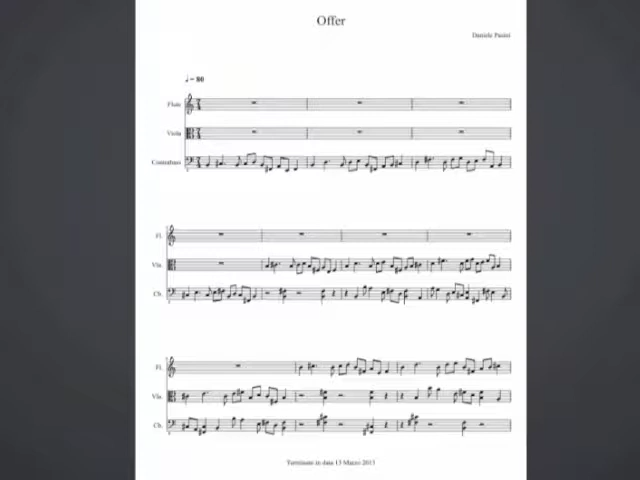 Offer
Daniele Pasini
♩ = 80
Flute
Viola
Contrabass
Fl.
Vla.
Cb.
Fl.
Vla.
Cb.
Terminato in data 13 Marzo 2013